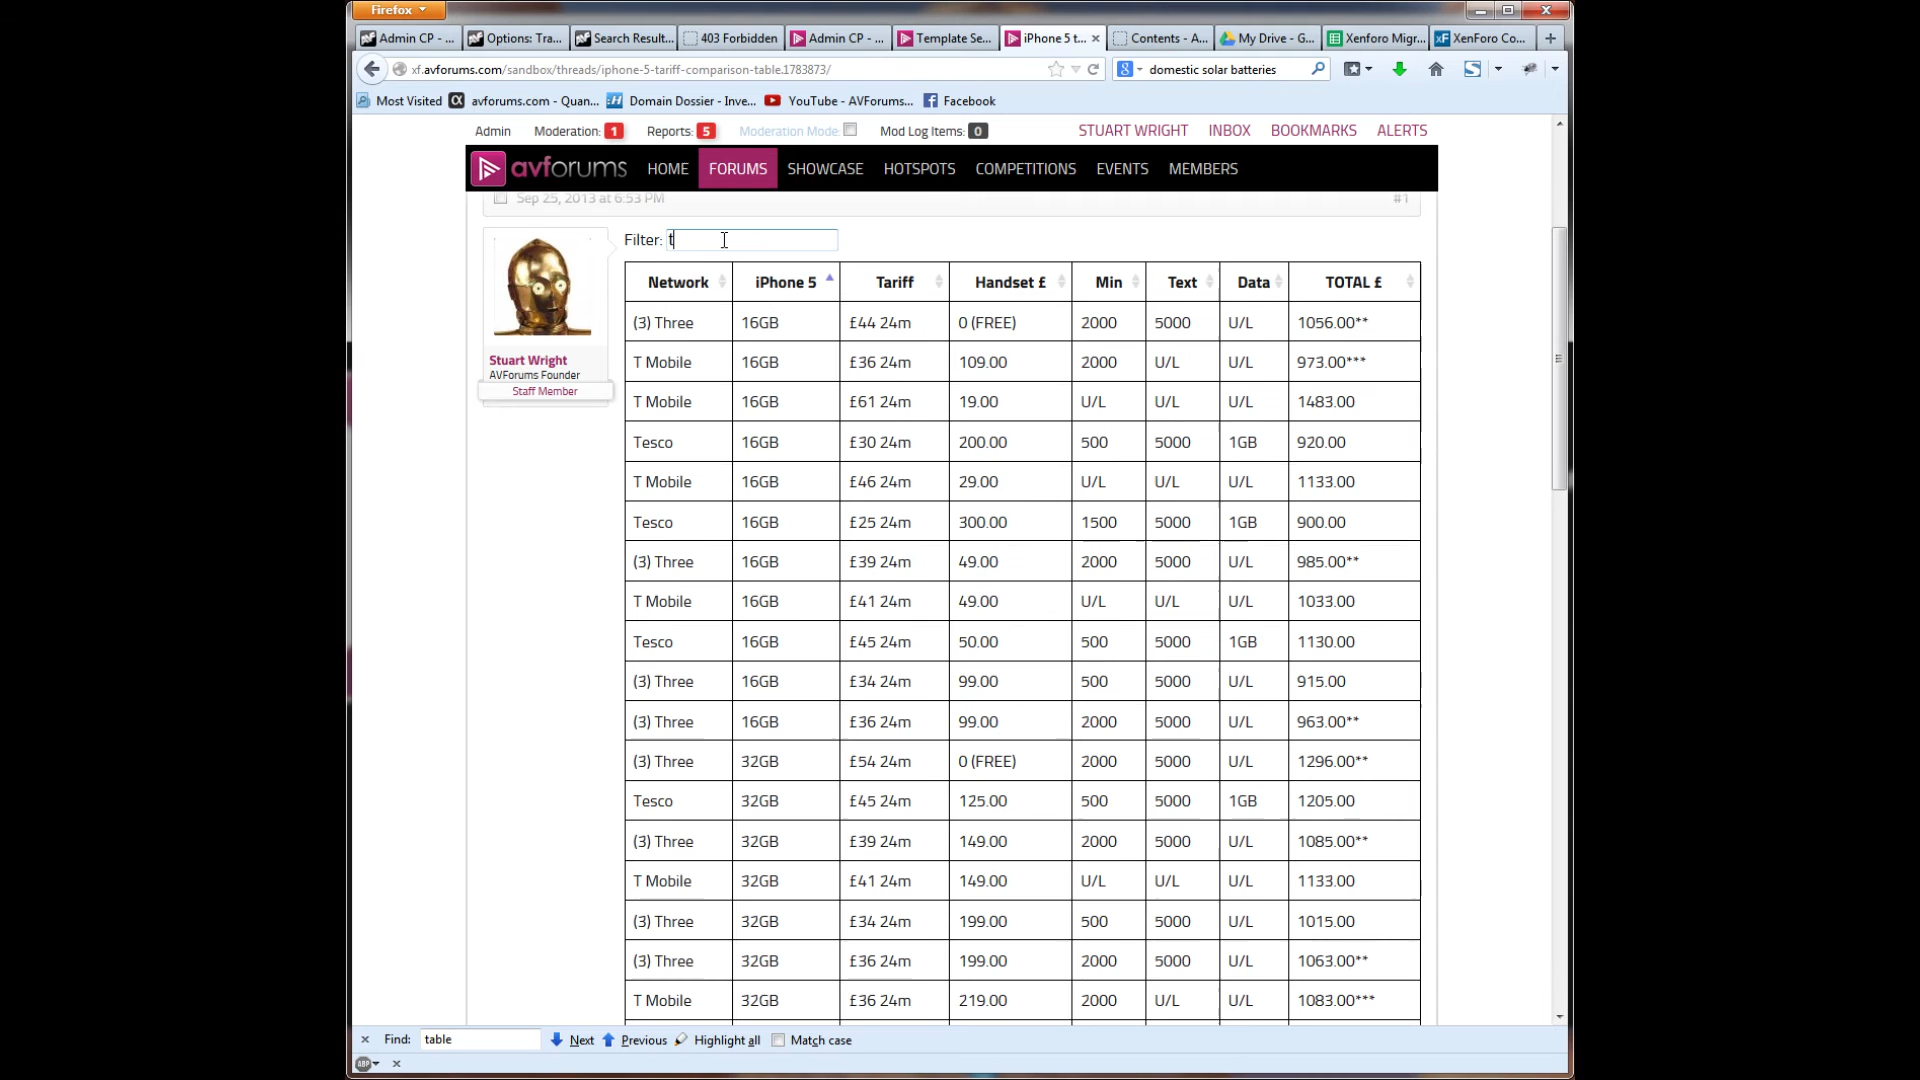 Firefox
Admin CP - ... Options: Tra... Search Result... 403 Forbidden Admin CP - ... Template Se... iPhone 5 t... Contents - A... My Drive - G... Xenforo Migr... XenForo Co...
xf.avforums.com/sandbox/threads/iphone-5-tariff-comparison-table.1783873/ domestic solar batteries
Most Visited avforums.com - Quan... Domain Dossier - Inve... YouTube - AVForums... Facebook
Admin Moderation: 1 Reports: 5 Moderation Mode: Mod Log Items: 0 STUART WRIGHT INBOX BOOKMARKS ALERTS
avforums HOME FORUMS SHOWCASE HOTSPOTS COMPETITIONS EVENTS MEMBERS
Sep 25, 2013 at 6:53 PM #1
Filter: t
Stuart Wright
AVForums Founder
Staff Member
Network iPhone 5 Tariff Handset £ Min Text Data TOTAL £
(3) Three 16GB £44 24m 0 (FREE) 2000 5000 U/L 1056.00**
T Mobile 16GB £36 24m 109.00 2000 U/L U/L 973.00***
T Mobile 16GB £61 24m 19.00 U/L U/L U/L 1483.00
Tesco 16GB £30 24m 200.00 500 5000 1GB 920.00
T Mobile 16GB £46 24m 29.00 U/L U/L U/L 1133.00
Tesco 16GB £25 24m 300.00 1500 5000 1GB 900.00
(3) Three 16GB £39 24m 49.00 2000 5000 U/L 985.00**
T Mobile 16GB £41 24m 49.00 U/L U/L U/L 1033.00
Tesco 16GB £45 24m 50.00 500 5000 1GB 1130.00
(3) Three 16GB £34 24m 99.00 500 5000 U/L 915.00
(3) Three 16GB £36 24m 99.00 2000 5000 U/L 963.00**
(3) Three 32GB £54 24m 0 (FREE) 2000 5000 U/L 1296.00**
Tesco 32GB £45 24m 125.00 500 5000 1GB 1205.00
(3) Three 32GB £39 24m 149.00 2000 5000 U/L 1085.00**
T Mobile 32GB £41 24m 149.00 U/L U/L U/L 1133.00
(3) Three 32GB £34 24m 199.00 500 5000 U/L 1015.00
(3) Three 32GB £36 24m 199.00 2000 5000 U/L 1063.00**
T Mobile 32GB £36 24m 219.00 2000 U/L U/L 1083.00***
Find: table Next Previous Highlight all Match case
ABP